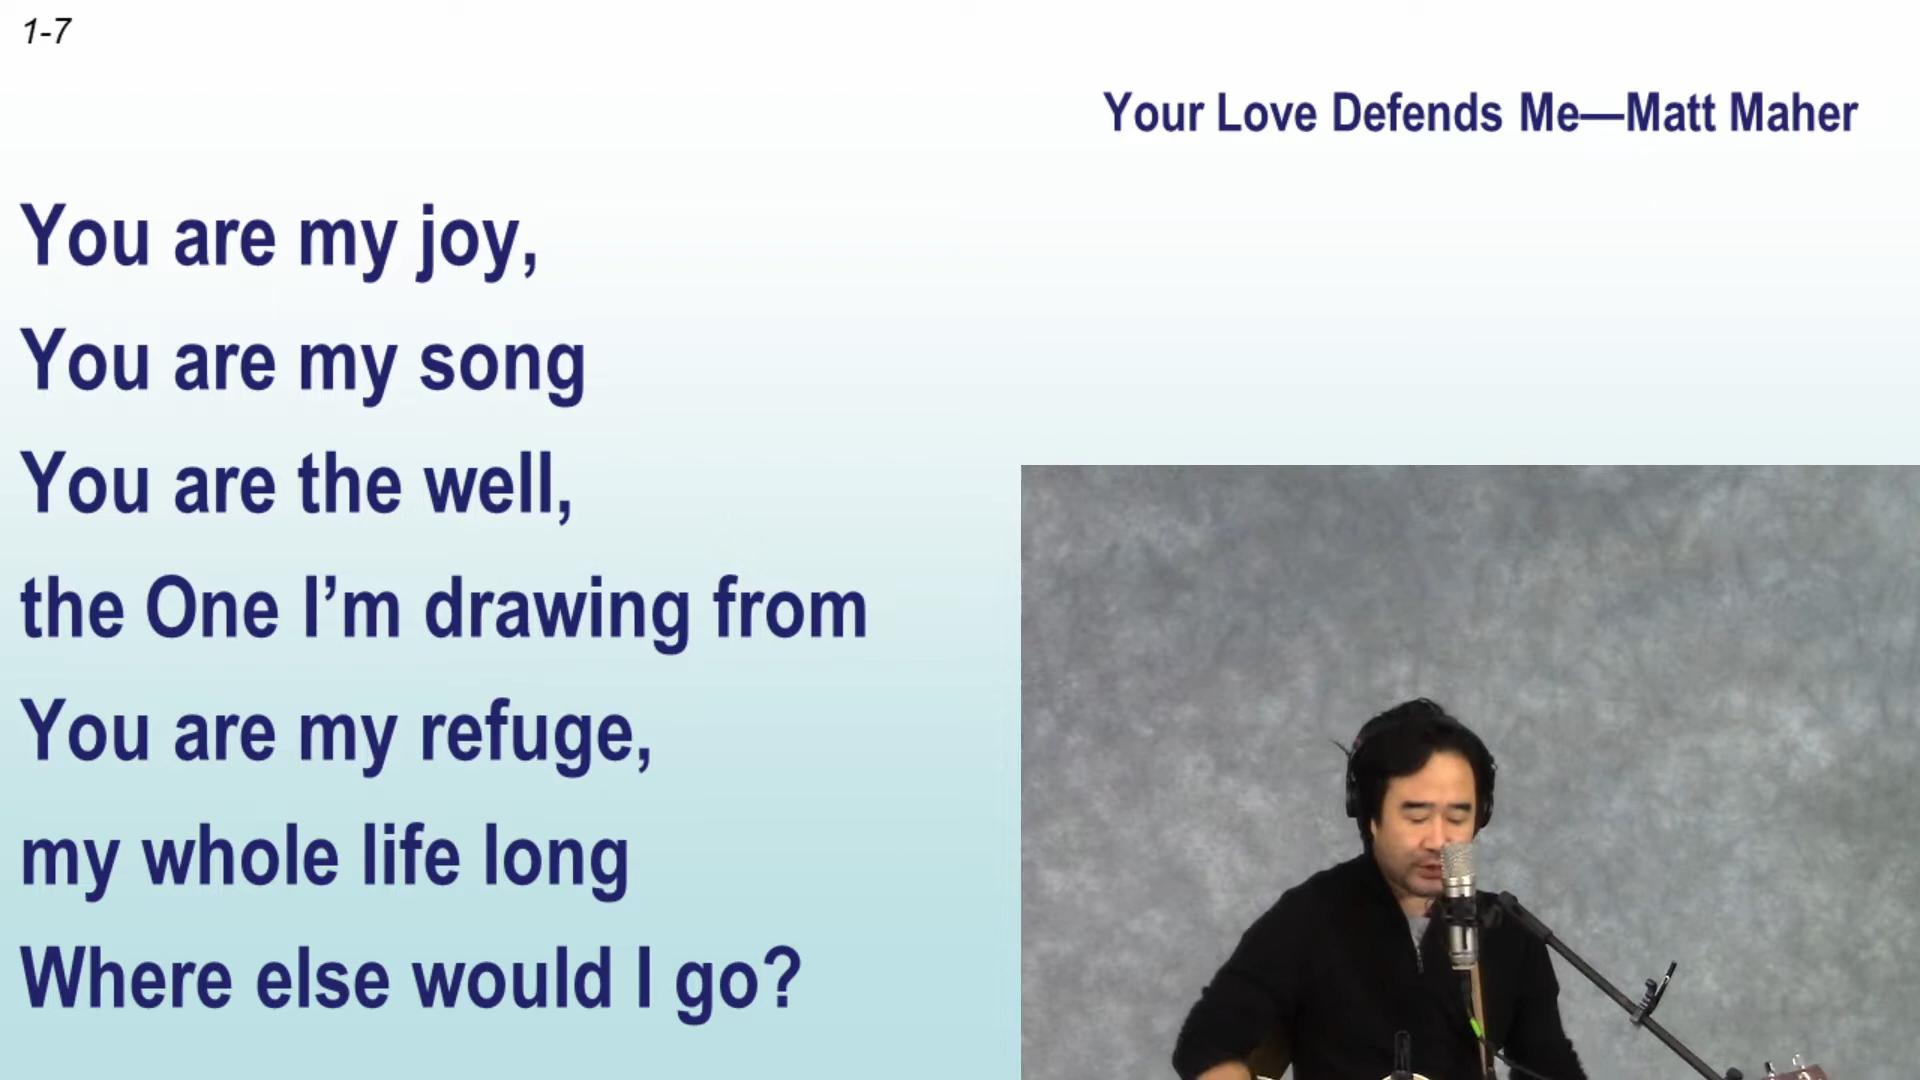 1-7
Your Love Defends Me—Matt Maher
You are my joy,
You are my song
You are the well,
the One I’m drawing from
You are my refuge,
my whole life long
Where else would I go?